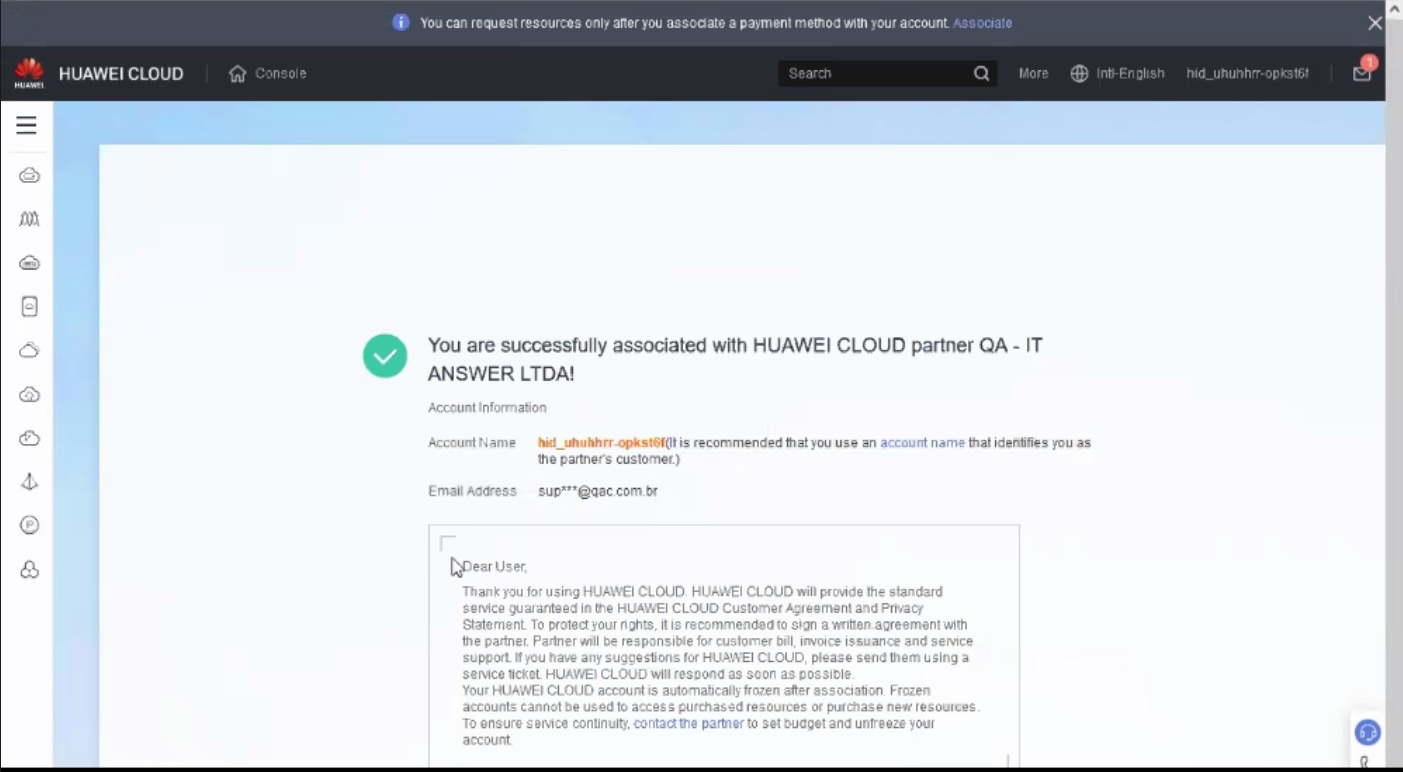 You can request resources only after you associate a payment method with your account. Associate
HUAWEI
HUAWEI CLOUD
Console
Search
More
Intl-English
hid_uhuhhrr-opkst6f
1
You are successfully associated with HUAWEI CLOUD partner QA - IT
ANSWER LTDA!
Account Information
Account Name hid_uhuhhrr-opkst6f(It is recommended that you use an account name that identifies you as
the partner's customer.)
Email Address sup***@qac.com.br
Dear User,
Thank you for using HUAWEI CLOUD. HUAWEI CLOUD will provide the standard
service guaranteed in the HUAWEI CLOUD Customer Agreement and Privacy
Statement. To protect your rights, it is recommended to sign a written agreement with
the partner. Partner will be responsible for customer bill, invoice issuance and service
support. If you have any suggestions for HUAWEI CLOUD, please send them using a
service ticket. HUAWEI CLOUD will respond as soon as possible.
Your HUAWEI CLOUD account is automatically frozen after association. Frozen
accounts cannot be used to access purchased resources or purchase new resources.
To ensure service continuity, contact the partner to set budget and unfreeze your
account.